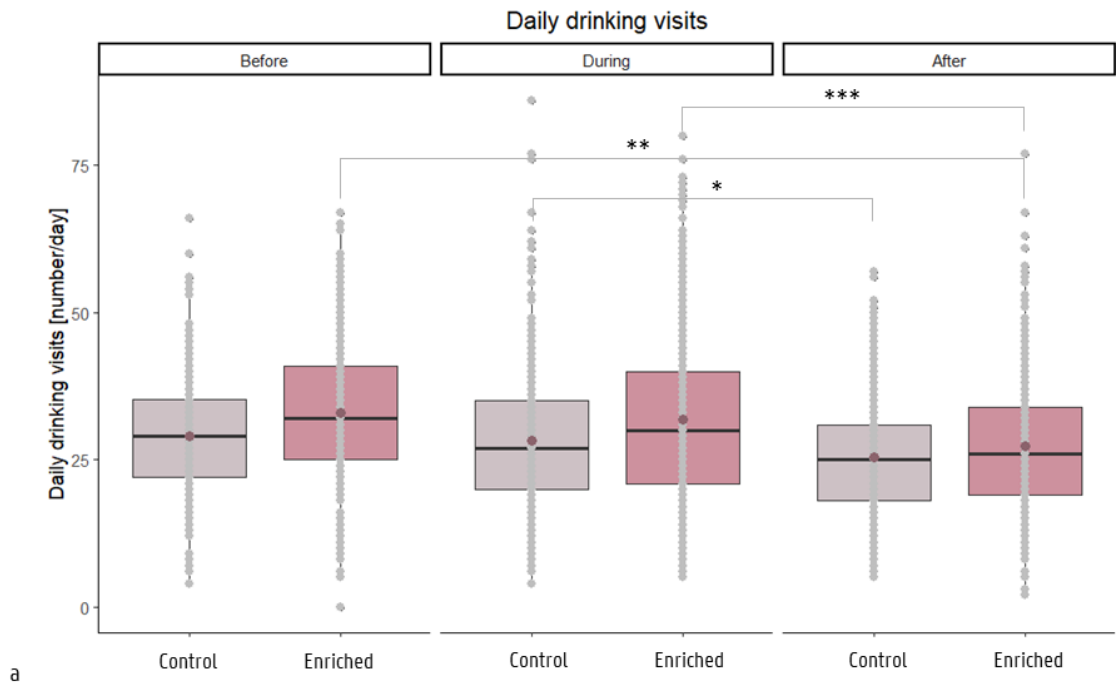 Daily drinking visits
Before During After
***
**
*
Daily drinking visits [number/day]
75
50
25
0
Control Enriched Control Enriched Control Enriched
a